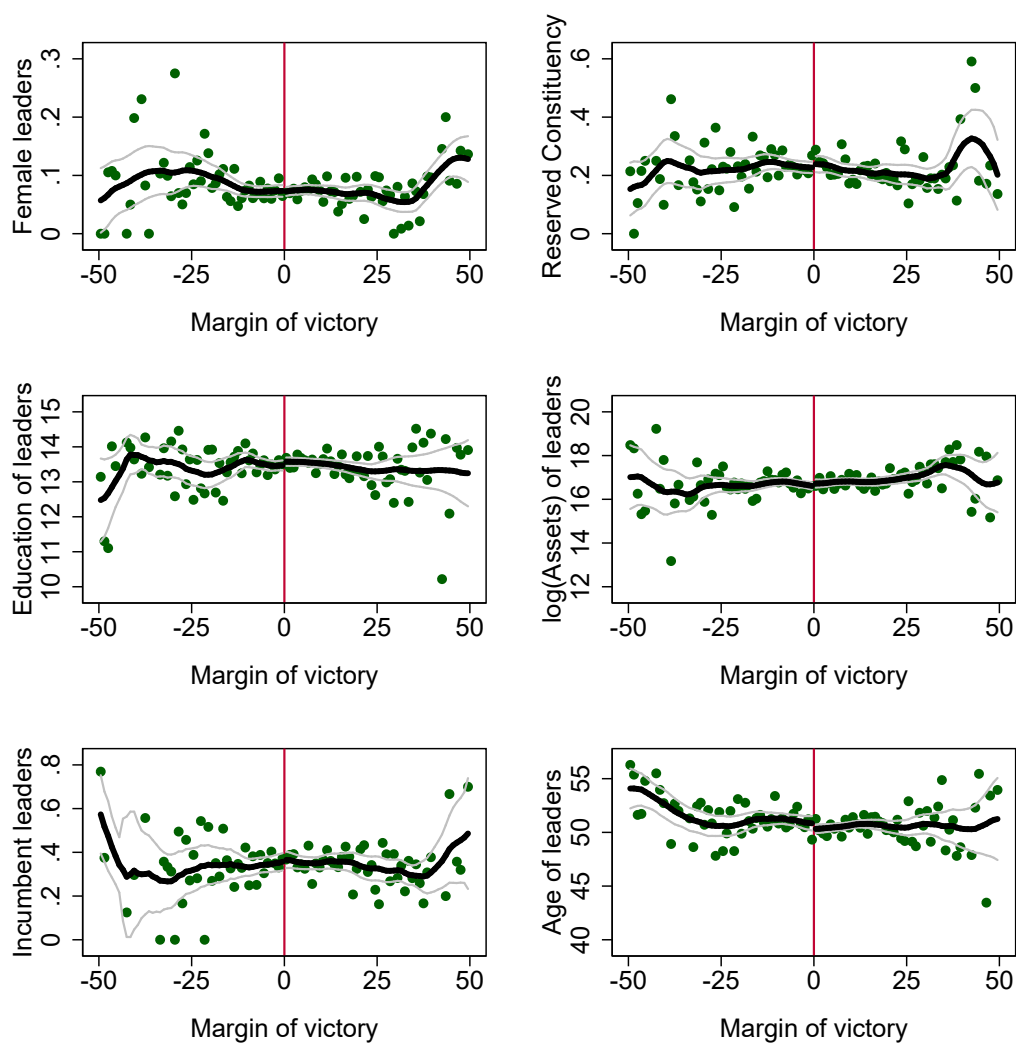 Female leaders
.3
.2
.1
0
-50 -25 0 25 50
Margin of victory
Reserved Constituency
.6
.4
.2
0
-50 -25 0 25 50
Margin of victory
Education of leaders
15
14
13
12
11
10
-50 -25 0 25 50
Margin of victory
log(Assets) of leaders
20
18
16
14
12
-50 -25 0 25 50
Margin of victory
Incumbent leaders
.8
.6
.4
.2
0
-50 -25 0 25 50
Margin of victory
Age of leaders
55
50
45
40
-50 -25 0 25 50
Margin of victory